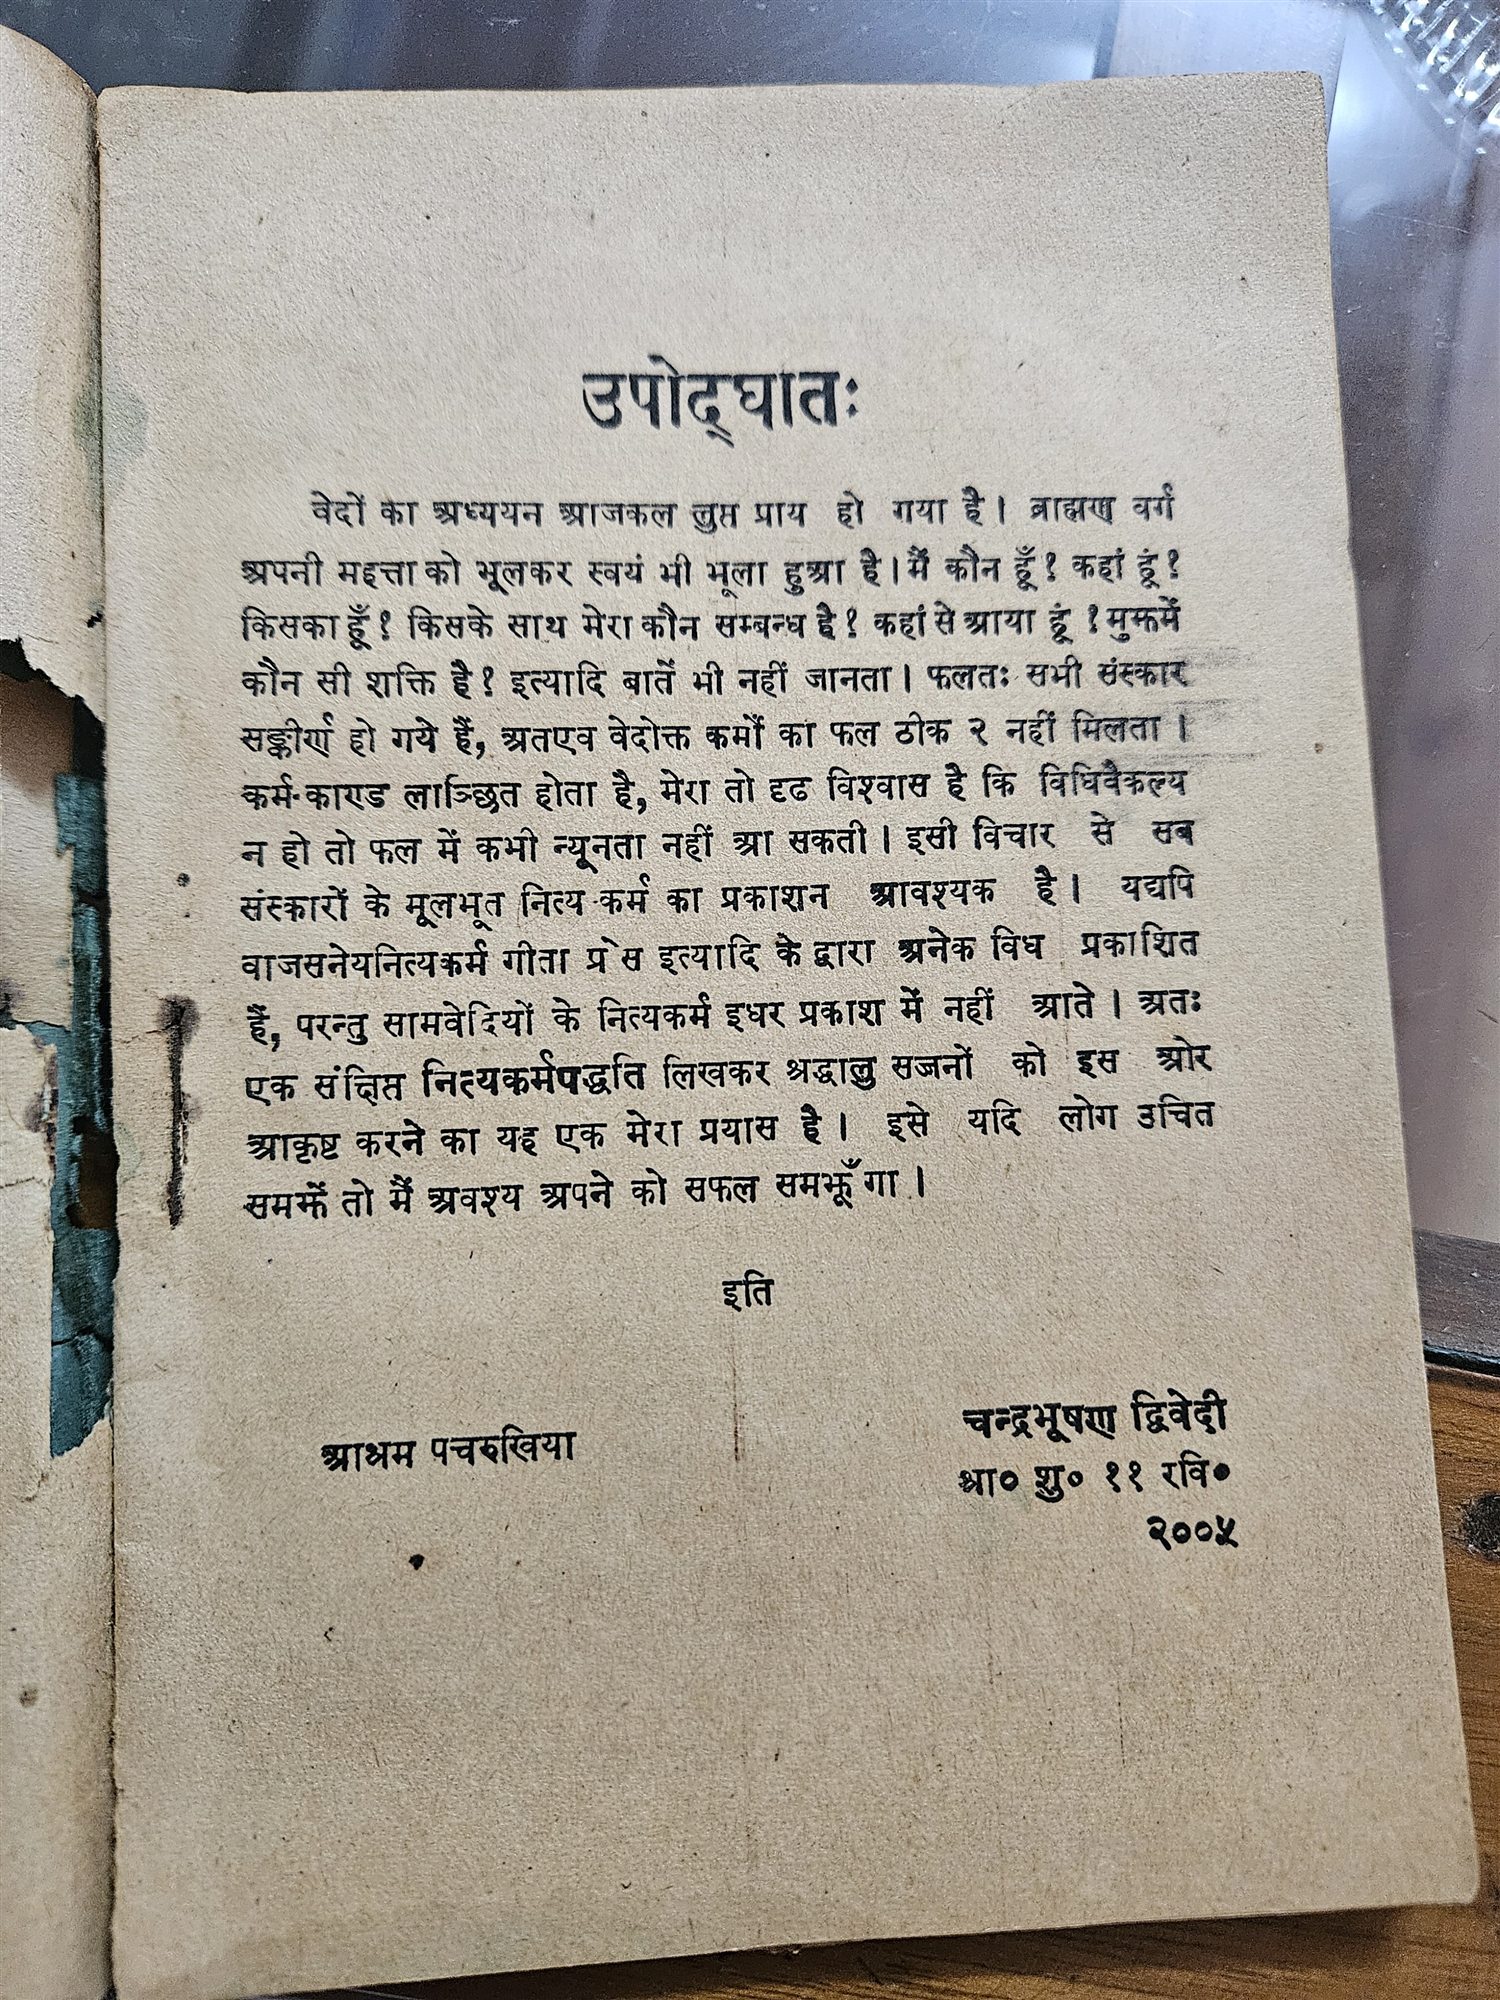 उपोद्घातः
वेदों का अध्ययन आजकल लुप्त प्राय हो गया है। ब्राह्मण वर्ग
अपनी महत्ता को भूलकर स्वयं भी भूला हुआ है। मैं कौन हूँ? कहां हूं?
किसका हूँ? किसके साथ मेरा कौन सम्बन्ध है? कहां से आया हूं? मुझमें
कौन सी शक्ति है? इत्यादि बातें भी नहीं जानता। फलतः सभी संस्कार
सङ्कीर्ण हो गये हैं, अतएव वेदोक्त कर्मों का फल ठीक २ नहीं मिलता।
कर्म-काण्ड लाञ्छित होता है, मेरा तो दृढ विश्वास है कि विधिवैकल्य
न हो तो फल में कभी न्यूनता नहीं आ सकती। इसी विचार से सब
संस्कारों के मूलभूत नित्य कर्म का प्रकाशन आवश्यक है। यद्यपि
वाजसनेयनित्यकर्म गीता प्रेस इत्यादि के द्वारा अनेक विध प्रकाशित
हैं, परन्तु सामवेदियों के नित्यकर्म इधर प्रकाश में नहीं आते। अतः
एक संक्षिप्त नित्यकर्मपद्धति लिखकर श्रद्धालु सजनों को इस ओर
आकृष्ट करने का यह एक मेरा प्रयास है। इसे यदि लोग उचित
समझें तो मैं अवश्य अपने को सफल समझूँगा।
इति
आश्रम पचरुखिया
चन्द्रभूषण द्विवेदी
श्रा० शु० ११ रवि०
२००५